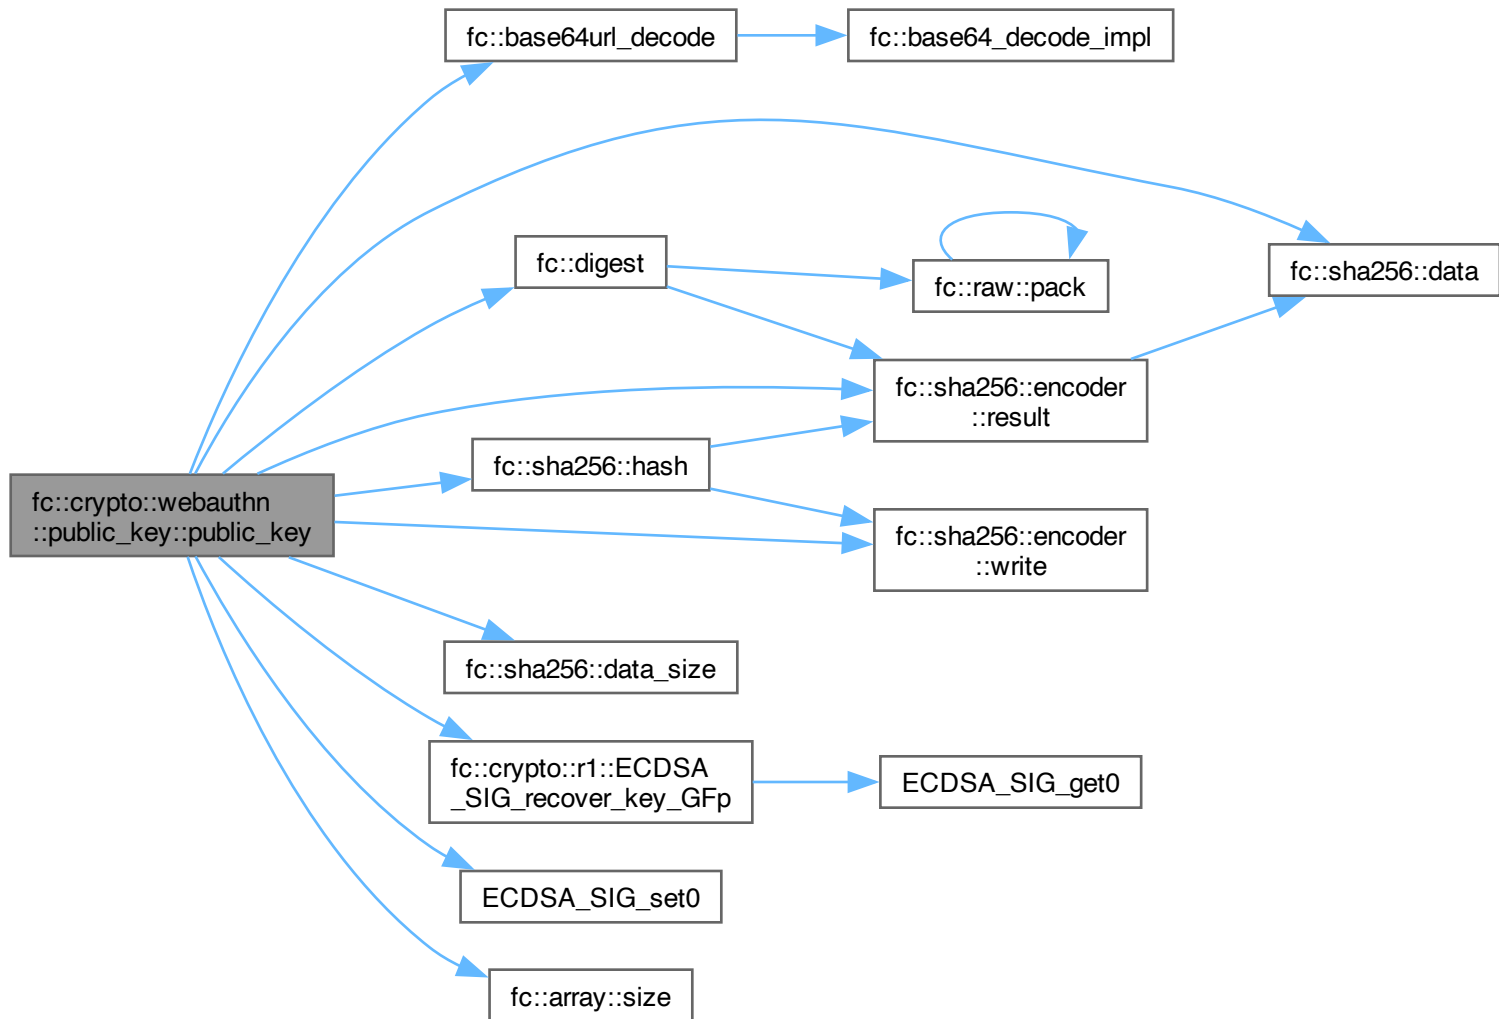 fc::base64url_decode
fc::base64_decode_impl
fc::digest
fc::raw::pack
fc::sha256::data
fc::sha256::encoder
::result
fc::sha256::hash
fc::crypto::webauthn
::public_key::public_key
fc::sha256::encoder
::write
fc::sha256::data_size
fc::crypto::r1::ECDSA
_SIG_recover_key_GFp
ECDSA_SIG_get0
ECDSA_SIG_set0
fc::array::size